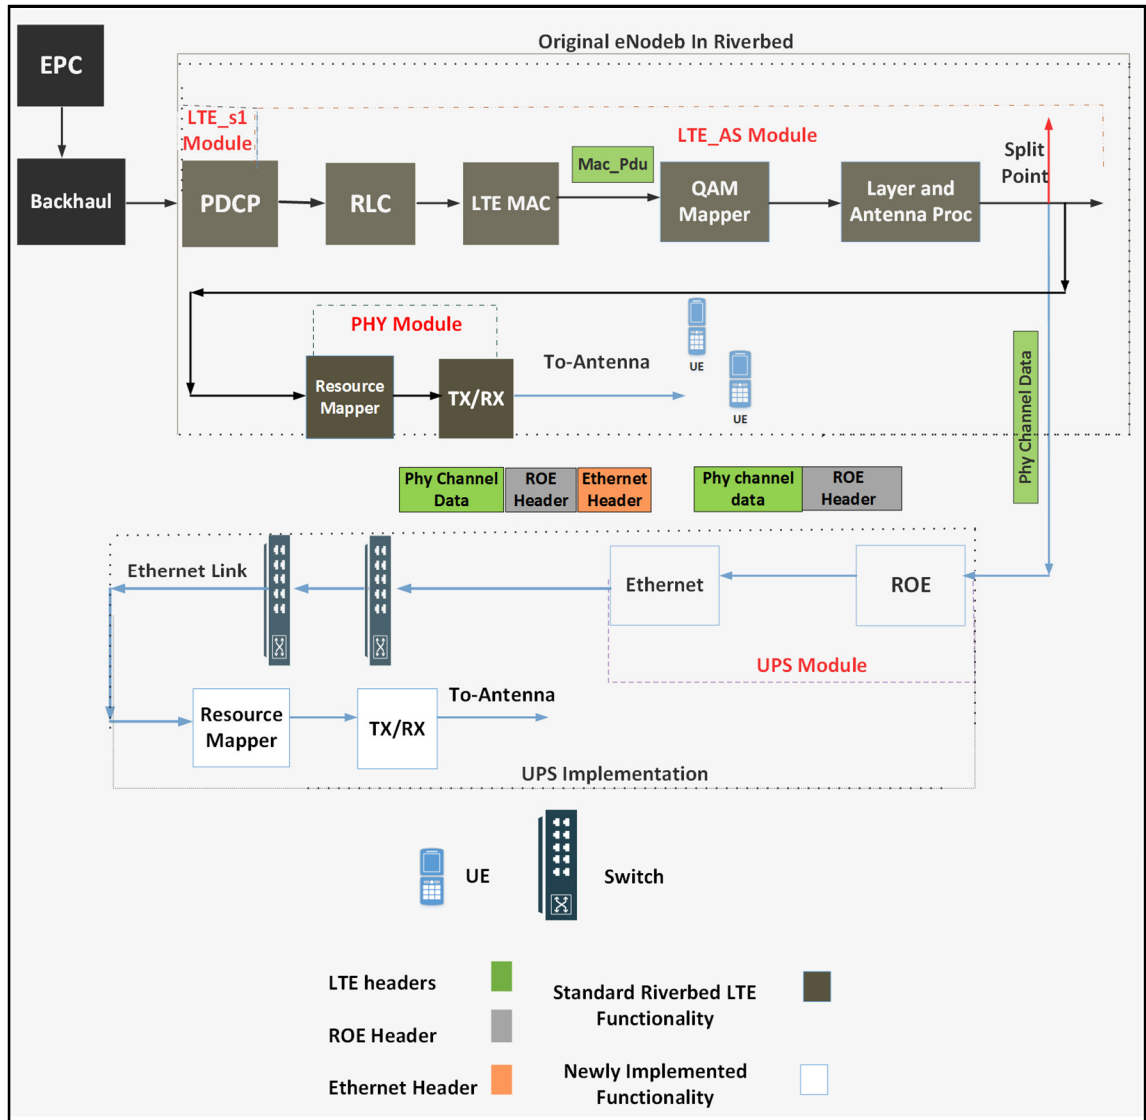 Original eNodeb In Riverbed
EPC
LTE_s1
Module
LTE_AS Module
Split
Point
Mac_Pdu
Backhaul
PDCP
RLC
LTE MAC
QAM
Mapper
Layer and
Antenna Proc
PHY Module
To-Antenna
UE
UE
Resource
Mapper
TX/RX
Phy Channel Data
Phy Channel
Data
ROE
Header
Ethernet
Header
Phy channel
data
ROE
Header
Ethernet Link
Ethernet
ROE
UPS Module
Resource
Mapper
TX/RX
To-Antenna
UPS Implementation
UE
Switch
LTE headers
Standard Riverbed LTE
Functionality
ROE Header
Ethernet Header
Newly Implemented
Functionality